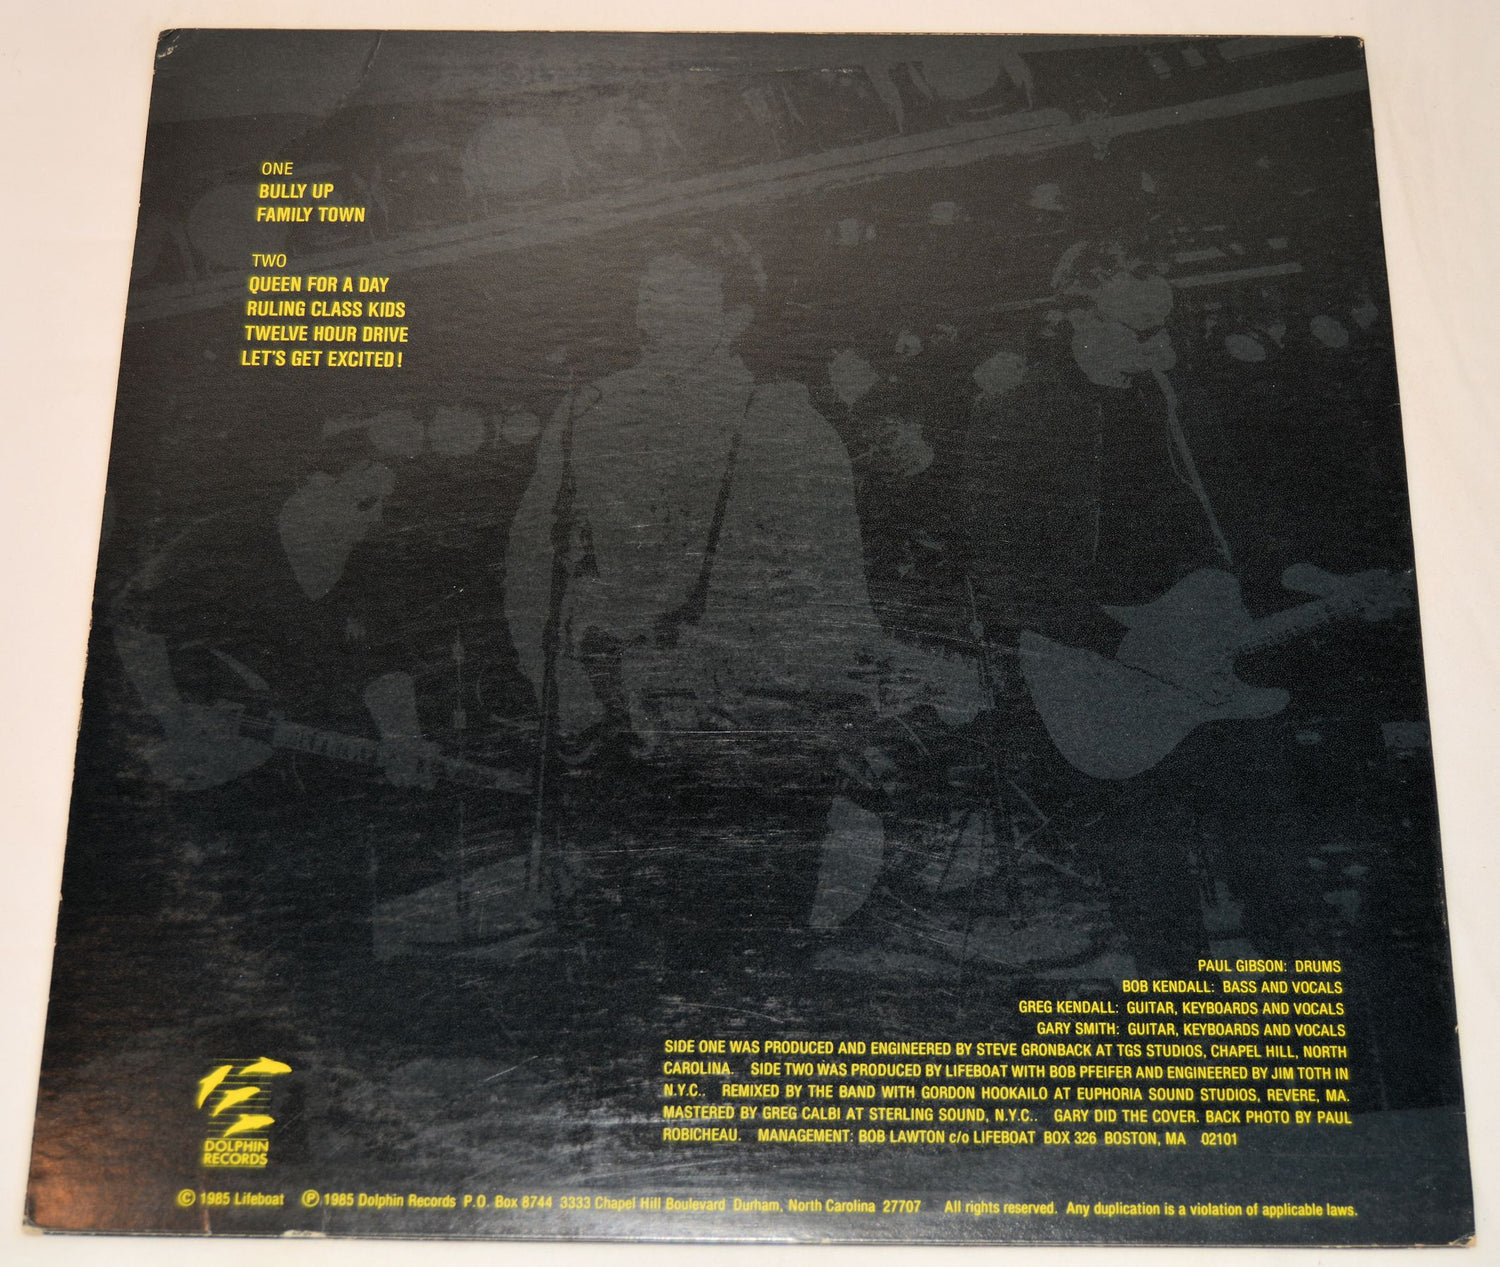 ONE
BULLY UP
FAMILY TOWN
TWO
QUEEN FOR A DAY
RULING CLASS KIDS
TWELVE HOUR DRIVE
LET'S GET EXCITED!
PAUL GIBSON: DRUMS
BOB KENDALL: BASS AND VOCALS
GREG KENDALL: GUITAR, KEYBOARDS AND VOCALS
GARY SMITH: GUITAR, KEYBOARDS AND VOCALS
SIDE ONE WAS PRODUCED AND ENGINEERED BY STEVE GRONBACK AT TGS STUDIOS, CHAPEL HILL, NORTH
CAROLINA. SIDE TWO WAS PRODUCED BY LIFEBOAT WITH BOB PFEIFER AND ENGINEERED BY JIM TOTH IN
N.Y.C.. REMIXED BY THE BAND WITH GORDON HOOKAILO AT EUPHORIA SOUND STUDIOS, REVERE, MA.
MASTERED BY GREG CALBI AT STERLING SOUND, N.Y.C.. GARY DID THE COVER. BACK PHOTO BY PAUL
ROBICHEAU. MANAGEMENT: BOB LAWTON c/o LIFEBOAT BOX 326 BOSTON, MA 02101
DOLPHIN
RECORDS
© 1985 Lifeboat ℗ 1985 Dolphin Records P.O. Box 8744 3333 Chapel Hill Boulevard Durham, North Carolina 27707 All rights reserved. Any duplication is a violation of applicable laws.